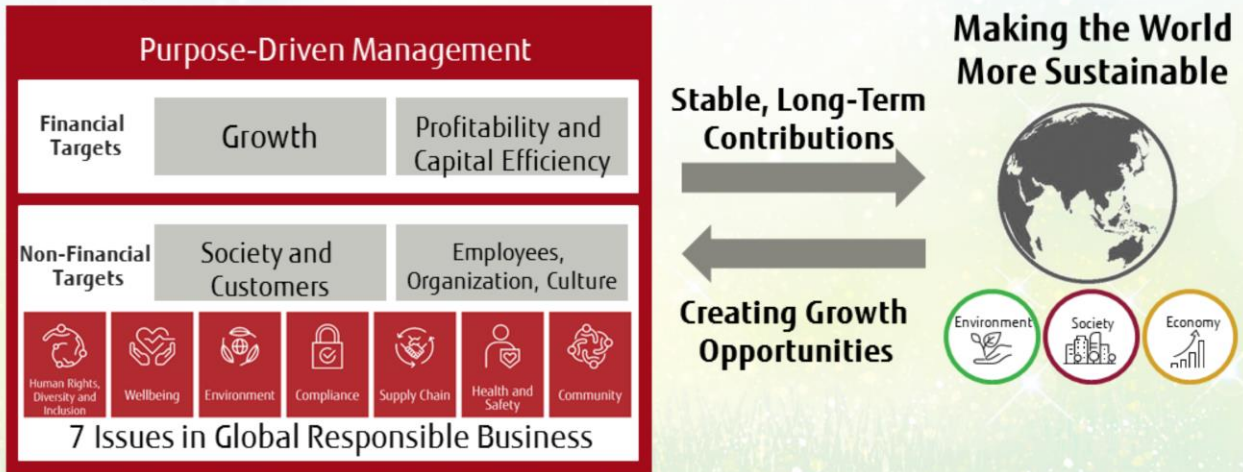 Purpose-Driven Management
Financial
Targets
Growth
Profitability and
Capital Efficiency
Non-Financial
Targets
Society and
Customers
Employees,
Organization, Culture
Human Rights,
Diversity and
Inclusion
Wellbeing
Environment
Compliance
Supply Chain
Health and
Safety
Community
7 Issues in Global Responsible Business
Stable, Long-Term
Contributions
Creating Growth
Opportunities
Making the World
More Sustainable
Environment
Society
Economy